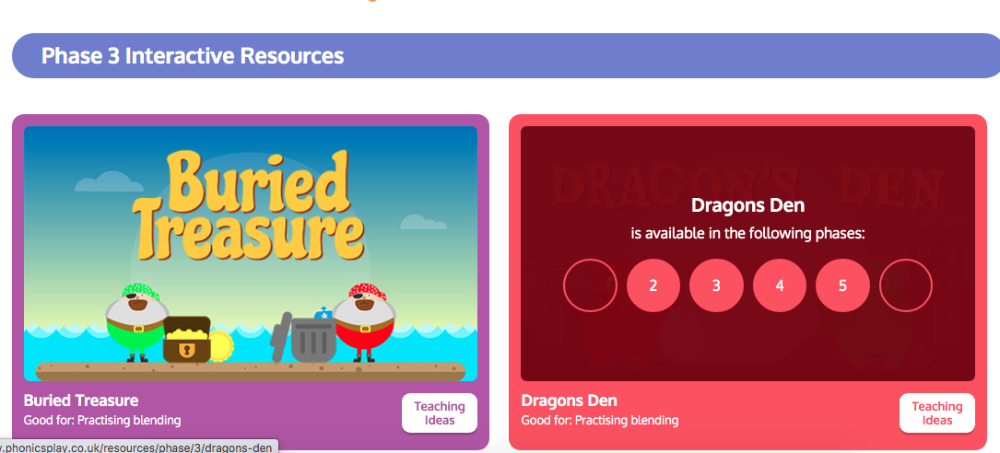 Phase 3 Interactive Resources
Buried
Treasure
DRAGON'S DEN
Dragons Den
is available in the following phases:
2 3 4 5
Buried Treasure
Good for: Practising blending
Teaching
Ideas
Dragons Den
Good for: Practising blending
Teaching
Ideas
.phonicsplay.co.uk/resources/phase/3/dragons-den